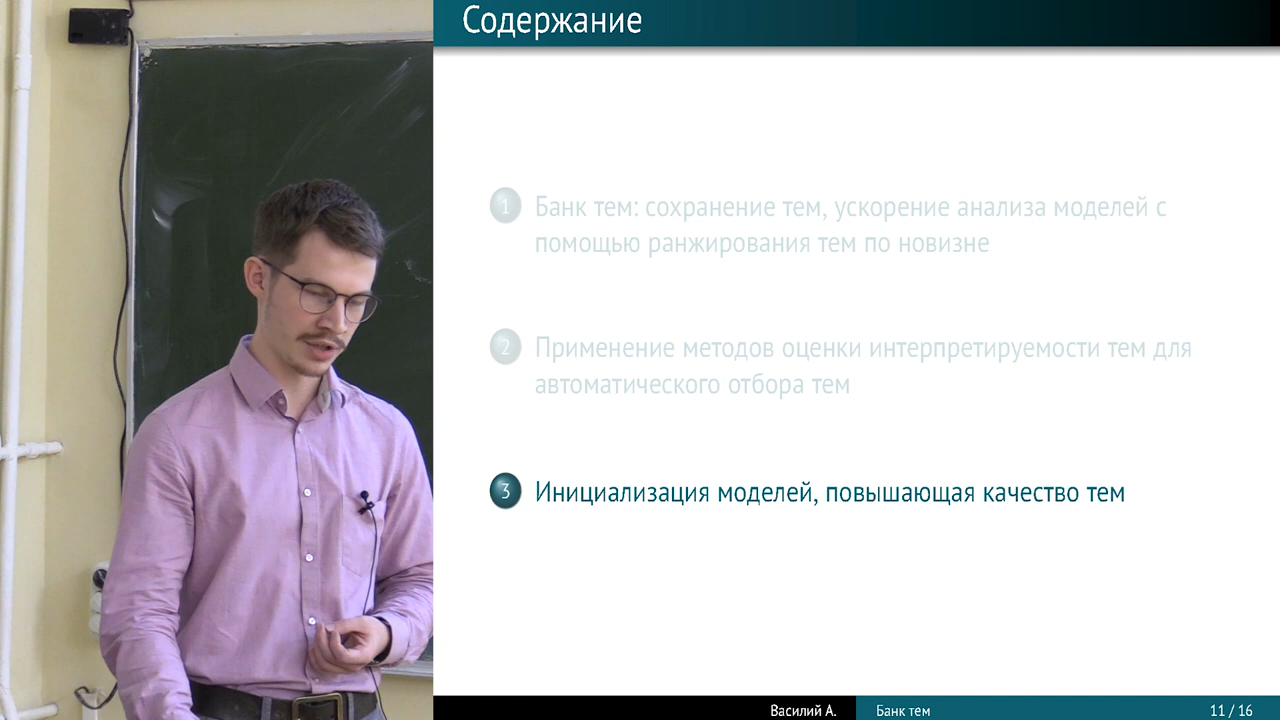 Содержание
1 Банк тем: сохранение тем, ускорение анализа моделей с
помощью ранжирования тем по новизне
2 Применение методов оценки интерпретируемости тем для
автоматического отбора тем
3 Инициализация моделей, повышающая качество тем
Василий А. Банк тем 11 / 16